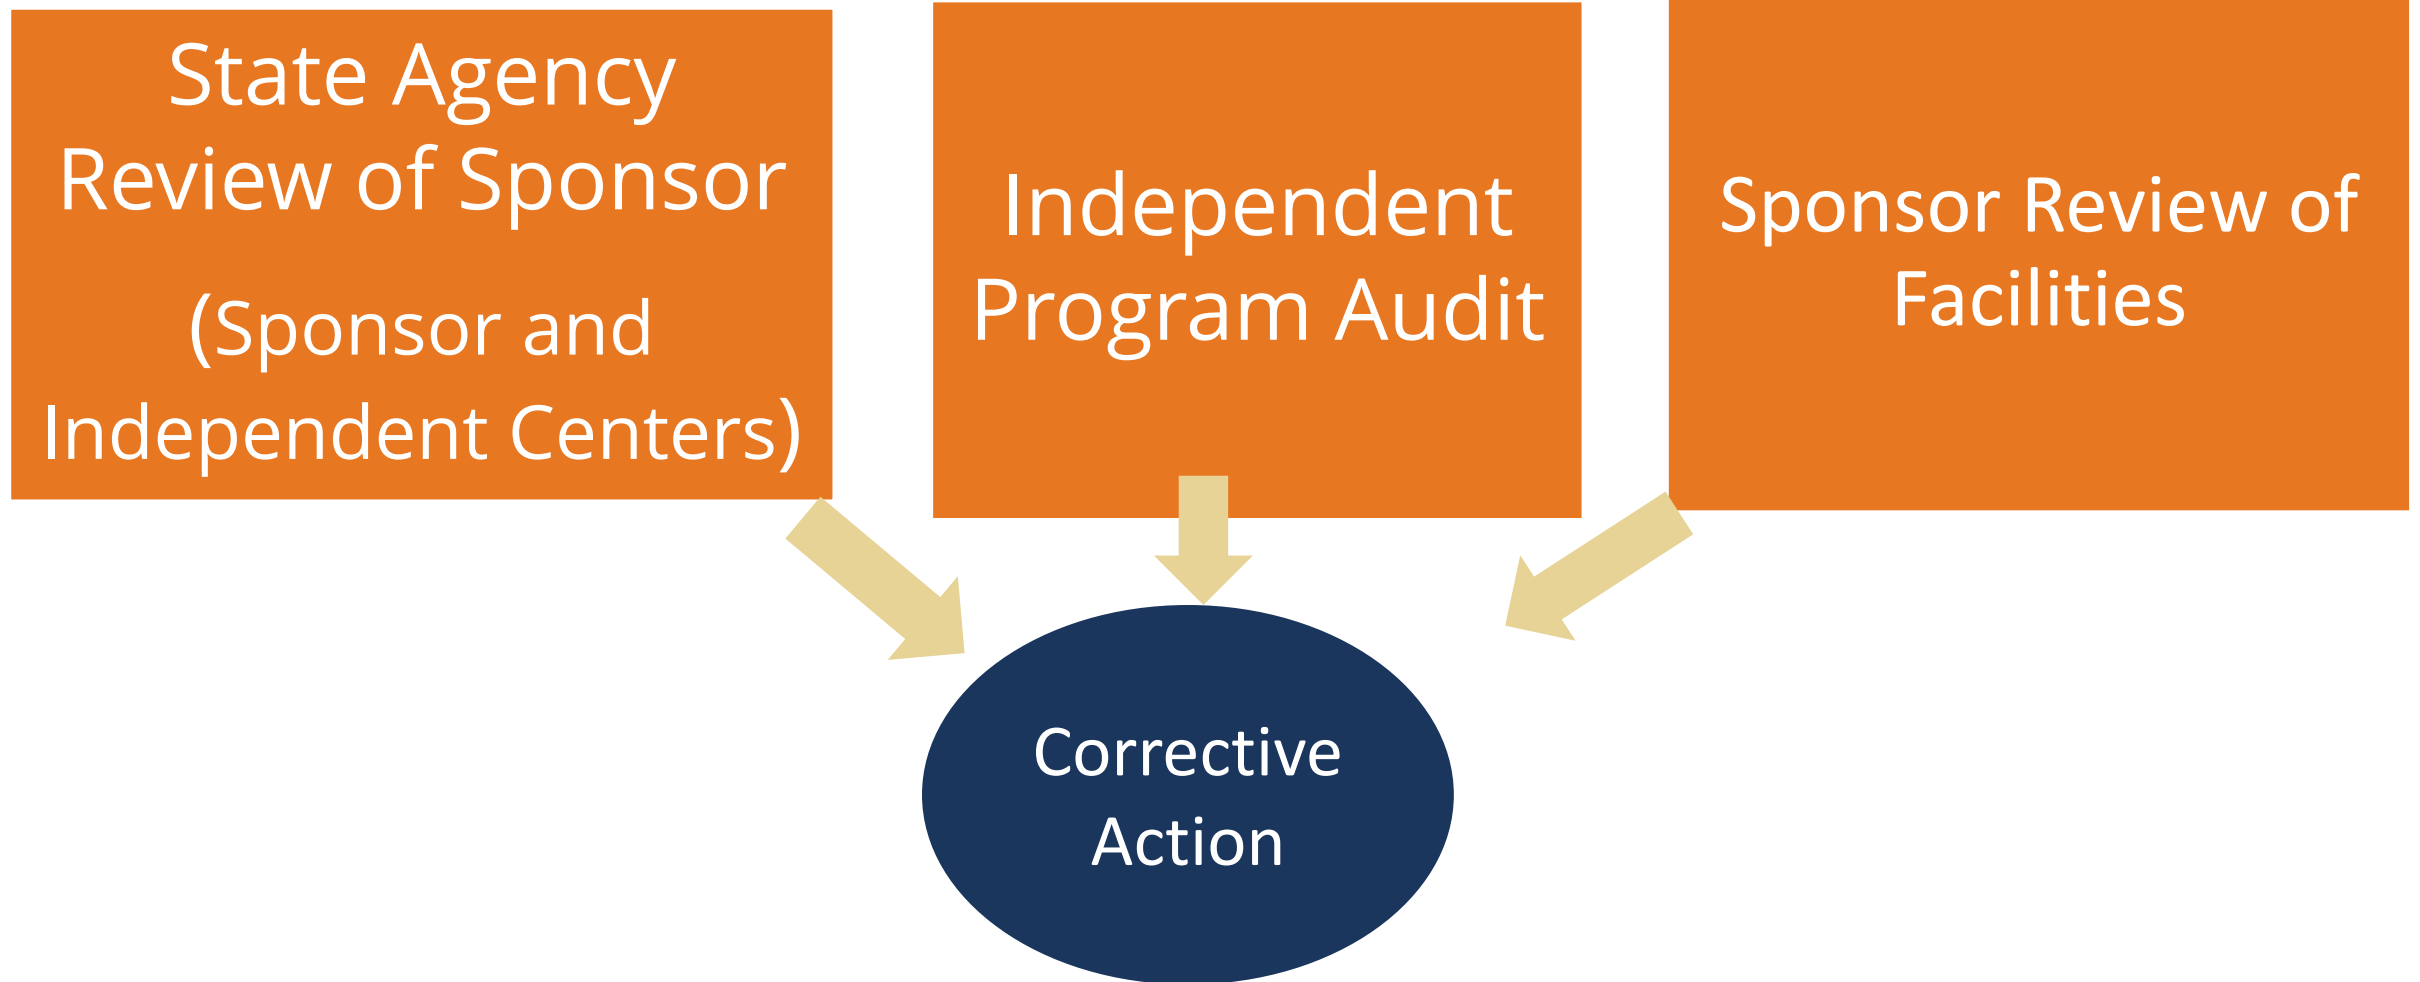 State Agency
Review of Sponsor
(Sponsor and
Independent Centers)
Independent
Program Audit
Sponsor Review of
Facilities
Corrective
Action